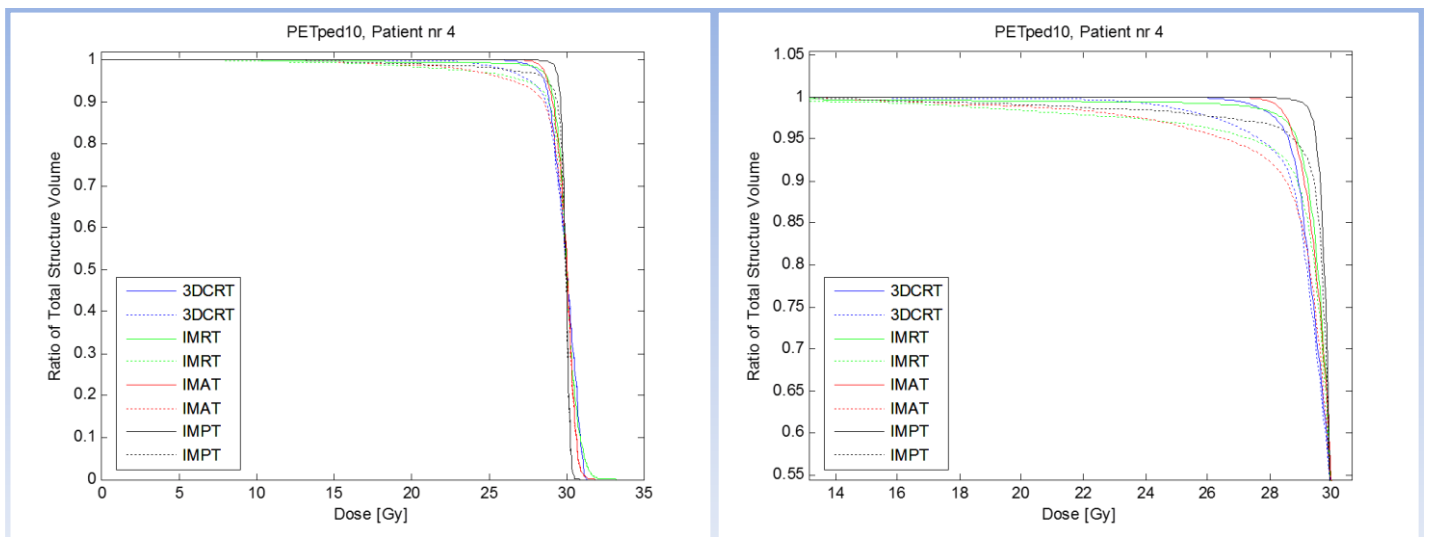 PETped10, Patient nr 4
Ratio of Total Structure Volume
1
0.9
0.8
0.7
0.6
0.5
0.4
0.3
0.2
0.1
0
3DCRT
3DCRT
IMRT
IMRT
IMAT
IMAT
IMPT
IMPT
0 5 10 15 20 25 30 35
Dose [Gy]
PETped10, Patient nr 4
Ratio of Total Structure Volume
1.05
1
0.95
0.9
0.85
0.8
0.75
0.7
0.65
0.6
0.55
3DCRT
3DCRT
IMRT
IMRT
IMAT
IMAT
IMPT
IMPT
14 16 18 20 22 24 26 28 30
Dose [Gy]